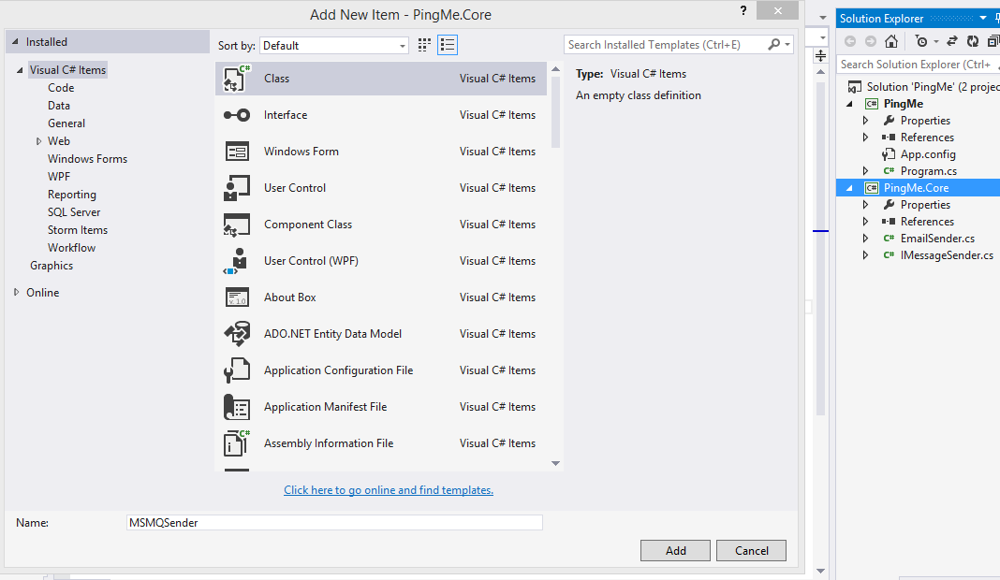 Add New Item - PingMe.Core
?
Installed
Sort by: Default
Search Installed Templates (Ctrl+E)
Visual C# Items
Code
Data
General
Web
Windows Forms
WPF
Reporting
SQL Server
Storm Items
Workflow
Graphics
Online
Class Visual C# Items
Interface Visual C# Items
Windows Form Visual C# Items
User Control Visual C# Items
Component Class Visual C# Items
User Control (WPF) Visual C# Items
About Box Visual C# Items
ADO.NET Entity Data Model Visual C# Items
Application Configuration File Visual C# Items
Application Manifest File Visual C# Items
Assembly Information File Visual C# Items
Type: Visual C# Items
An empty class definition
Click here to go online and find templates.
Name: MSMQSender
Add Cancel
Solution Explorer
Search Solution Explorer (Ctrl+
Solution 'PingMe' (2 projec
C# PingMe
Properties
References
App.config
C# Program.cs
C# PingMe.Core
Properties
References
C# EmailSender.cs
C# IMessageSender.cs